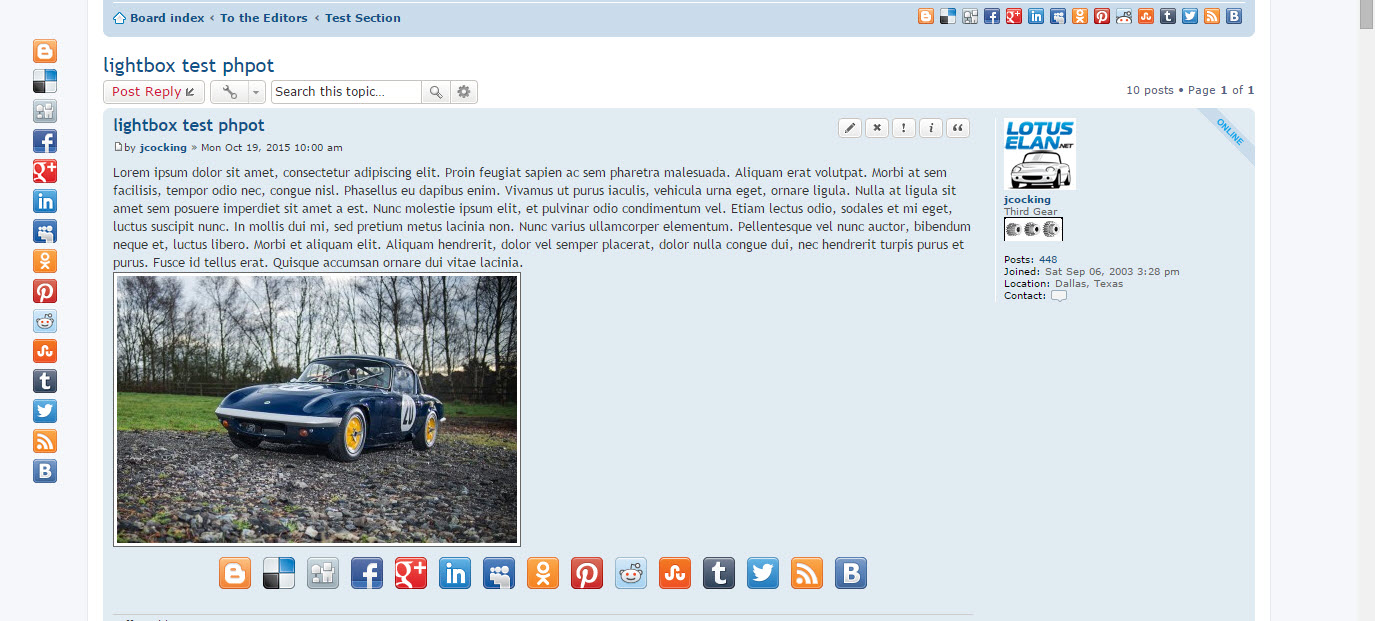 Board index ‹ To the Editors ‹ Test Section
lightbox test phpot
Post Reply
Search this topic...
10 posts • Page 1 of 1
lightbox test phpot
by jcocking » Mon Oct 19, 2015 10:00 am
Lorem ipsum dolor sit amet, consectetur adipiscing elit. Proin feugiat sapien ac sem pharetra malesuada. Aliquam erat volutpat. Morbi at sem
facilisis, tempor odio nec, congue nisl. Phasellus eu dapibus enim. Vivamus ut purus iaculis, vehicula urna eget, ornare ligula. Nulla at ligula sit
amet sem posuere imperdiet sit amet a est. Nunc molestie ipsum elit, et pulvinar odio condimentum vel. Etiam lectus odio, sodales et mi eget,
luctus suscipit nunc. In mollis dui mi, sed pretium metus lacinia non. Nunc varius ullamcorper elementum. Pellentesque vel nunc auctor, bibendum
neque et, luctus libero. Morbi et aliquam elit. Aliquam hendrerit, dolor vel semper placerat, dolor nulla congue dui, nec hendrerit turpis purus et
purus. Fusce id tellus erat. Quisque accumsan ornare dui vitae lacinia.
20
LOTUS
ELAN.NET
ONLINE
jcocking
Third Gear
Posts: 448
Joined: Sat Sep 06, 2003 3:28 pm
Location: Dallas, Texas
Contact: